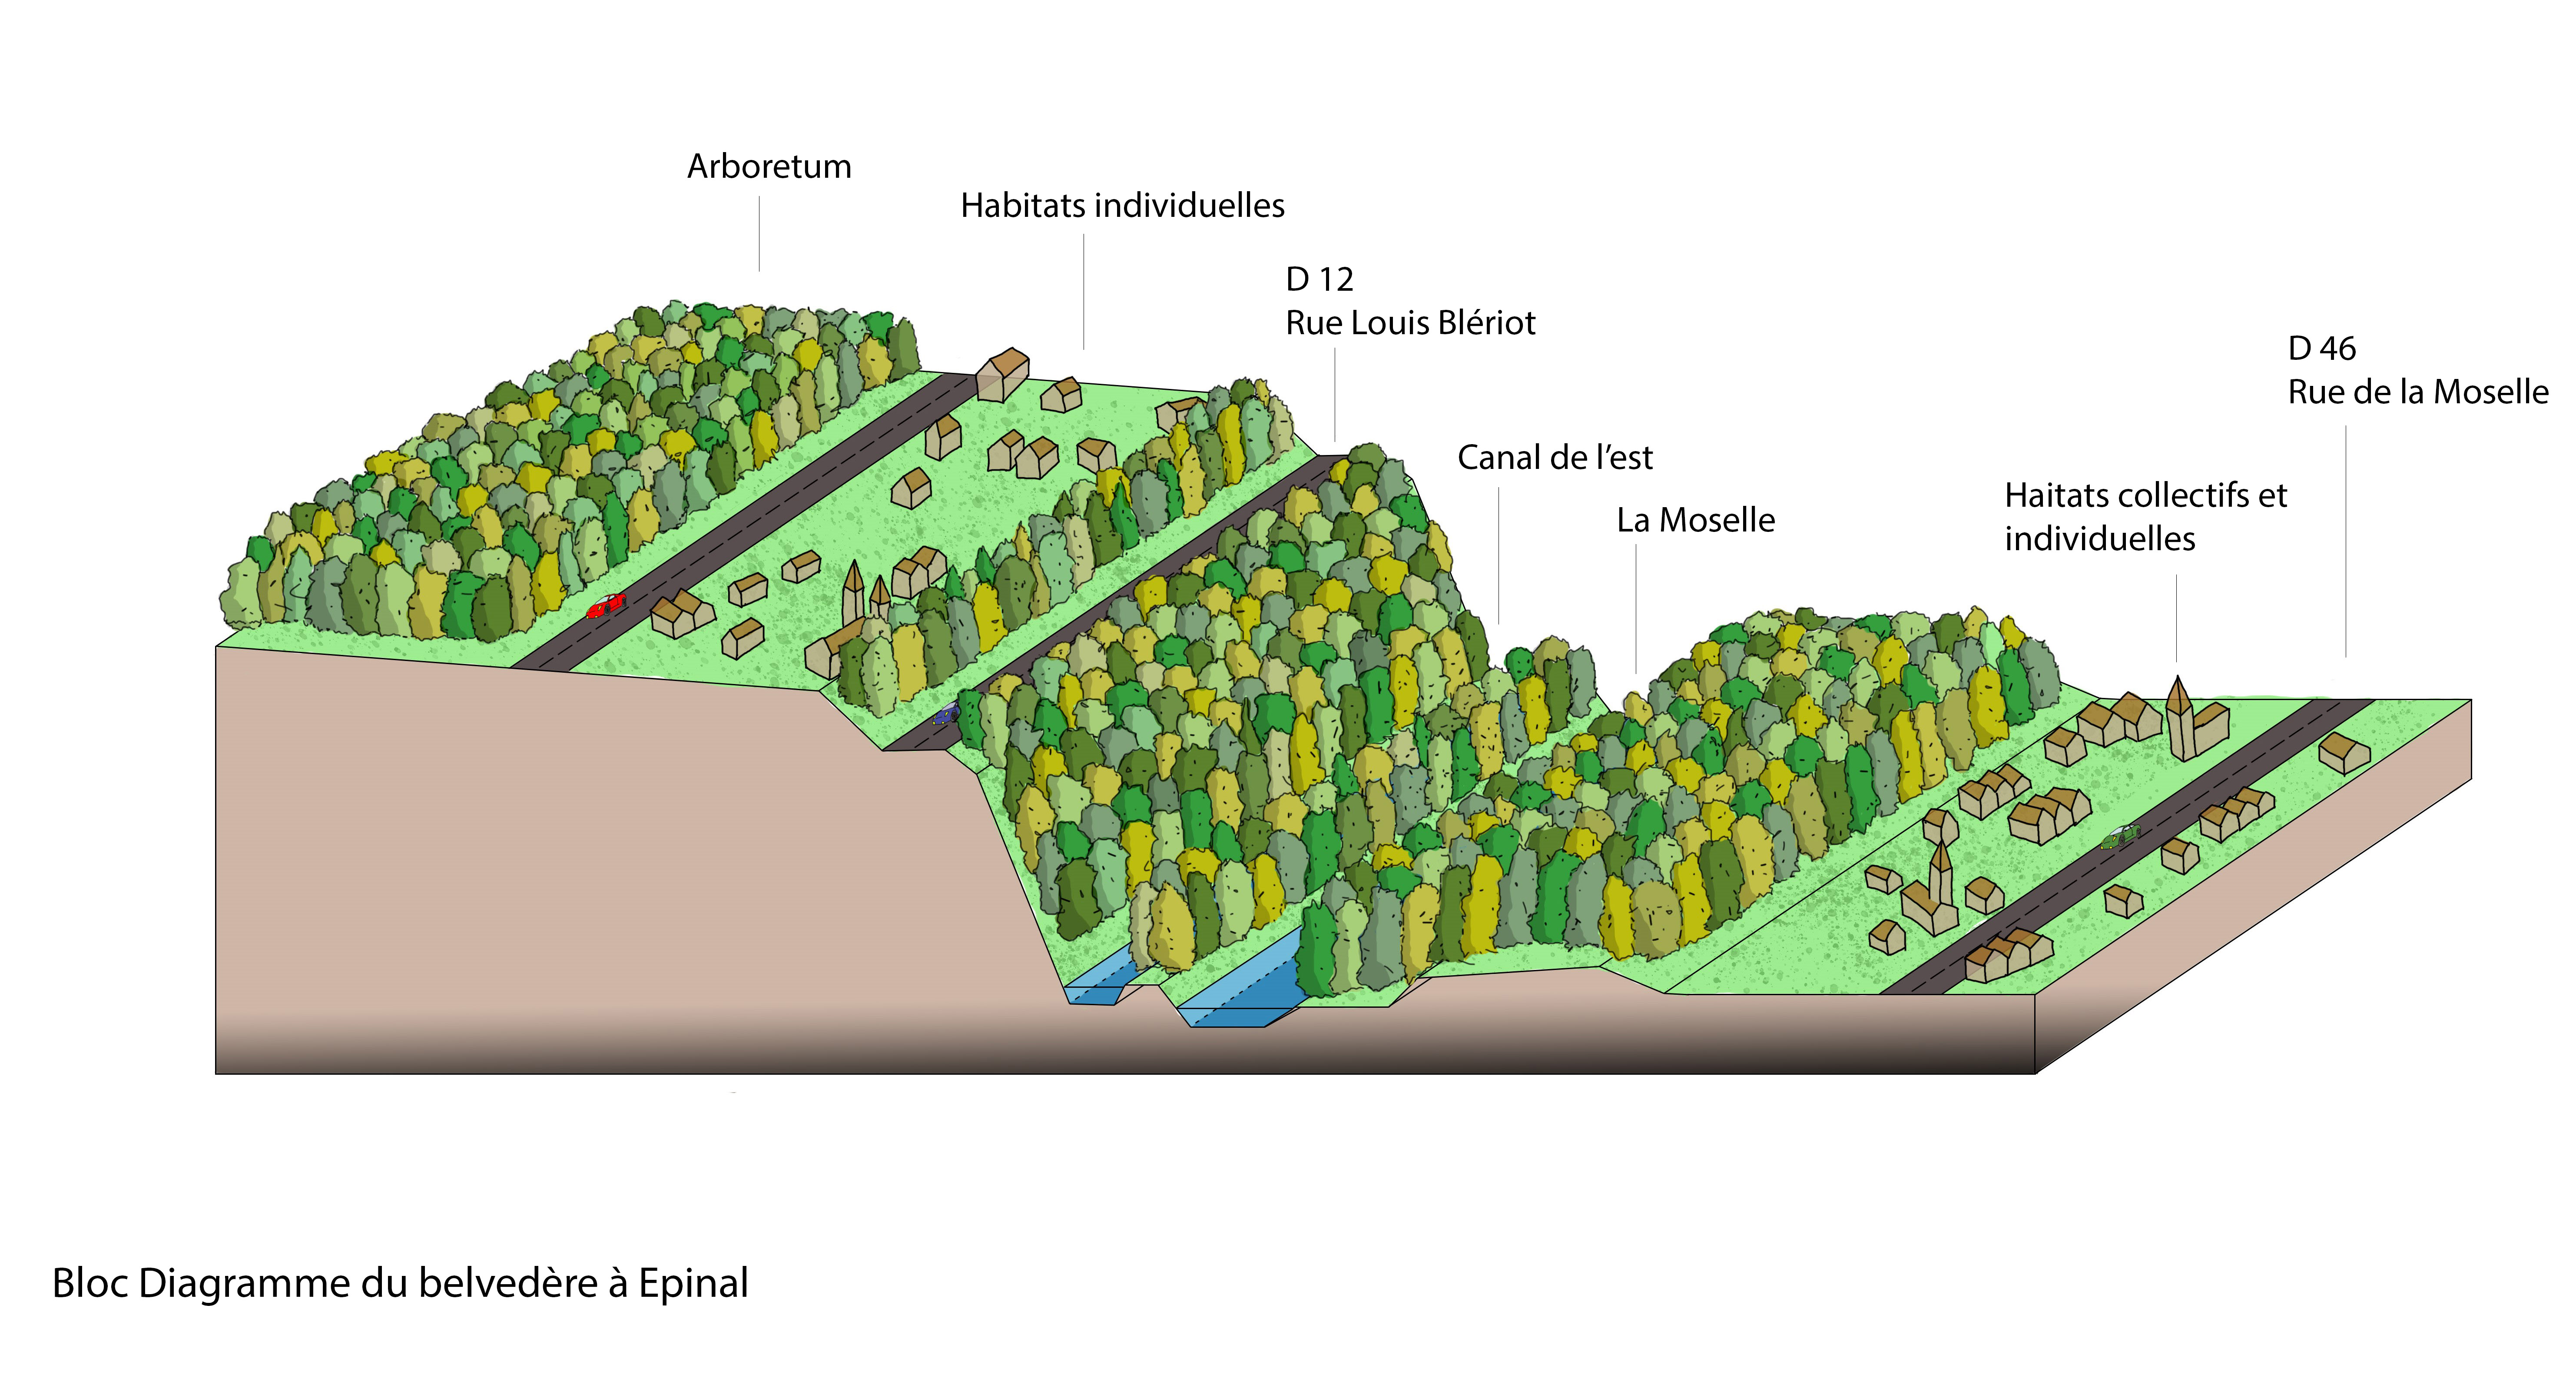 Arboretum
Habitats individuelles
D 12
Rue Louis Blériot
Canal de l'est
La Moselle
Haitats collectifs et
individuelles
D 46
Rue de la Moselle
Bloc Diagramme du belvedère à Epinal